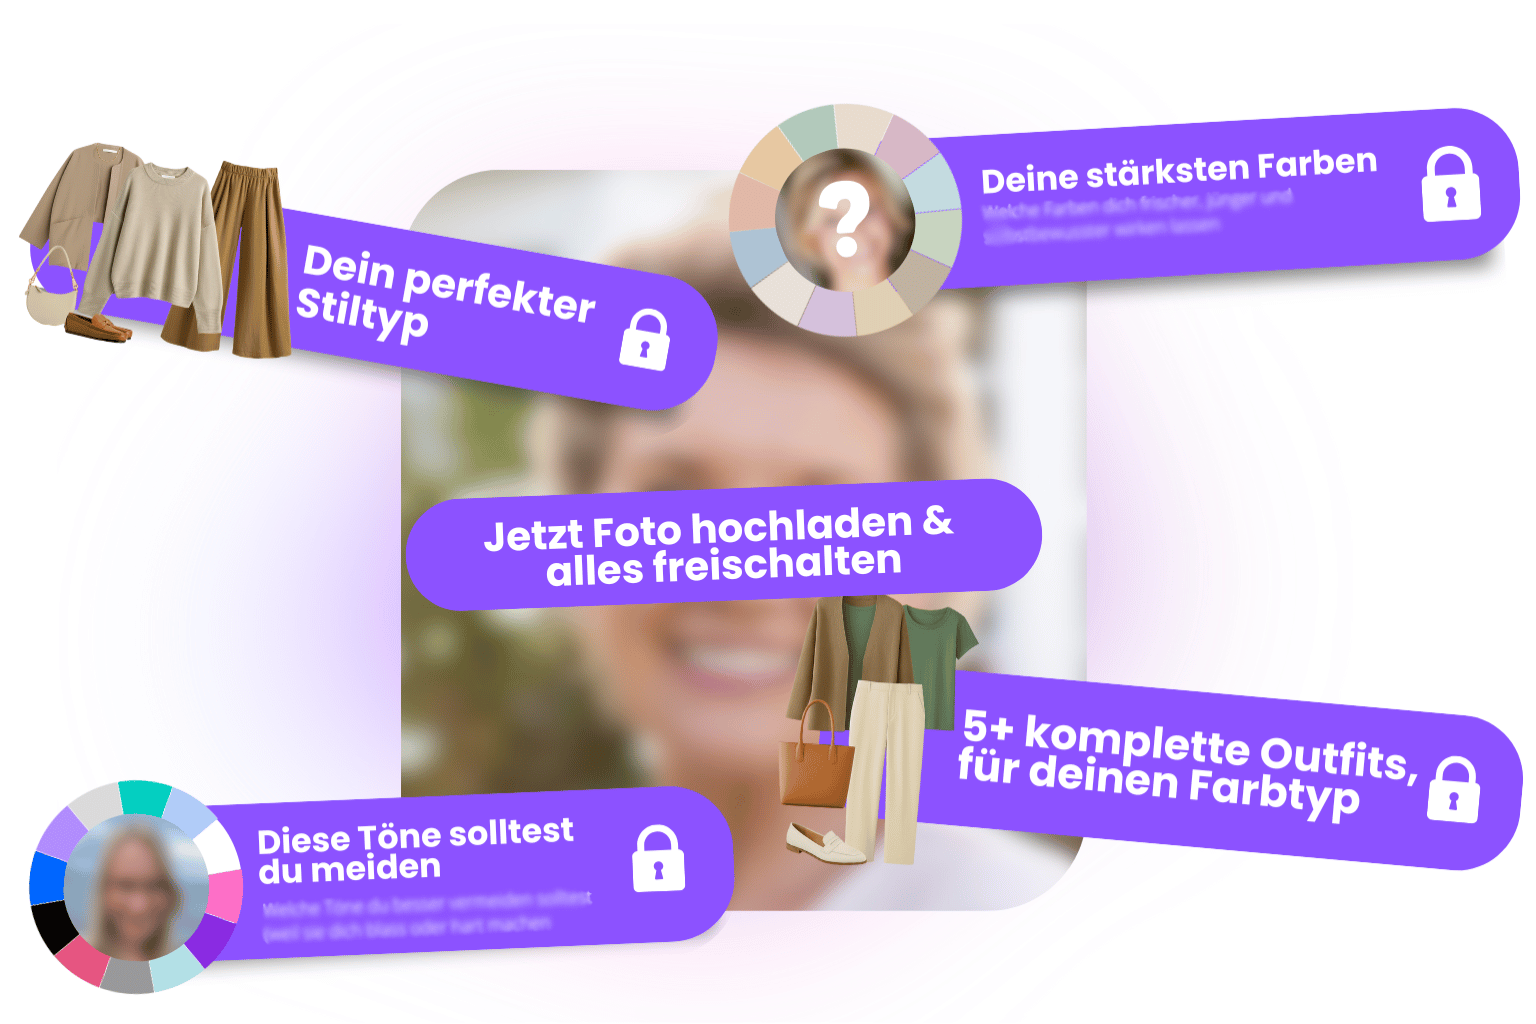 Deine stärksten Farben
Welche Farben dich frischer, jünger und
selbstbewusster wirken lassen
Dein perfekter
Stiltyp
?
Jetzt Foto hochladen &
alles freischalten
5+ komplette Outfits,
für deinen Farbtyp
Diese Töne solltest
du meiden
Welche Töne du besser vermeiden solltest
(weil sie dich blass oder hart machen